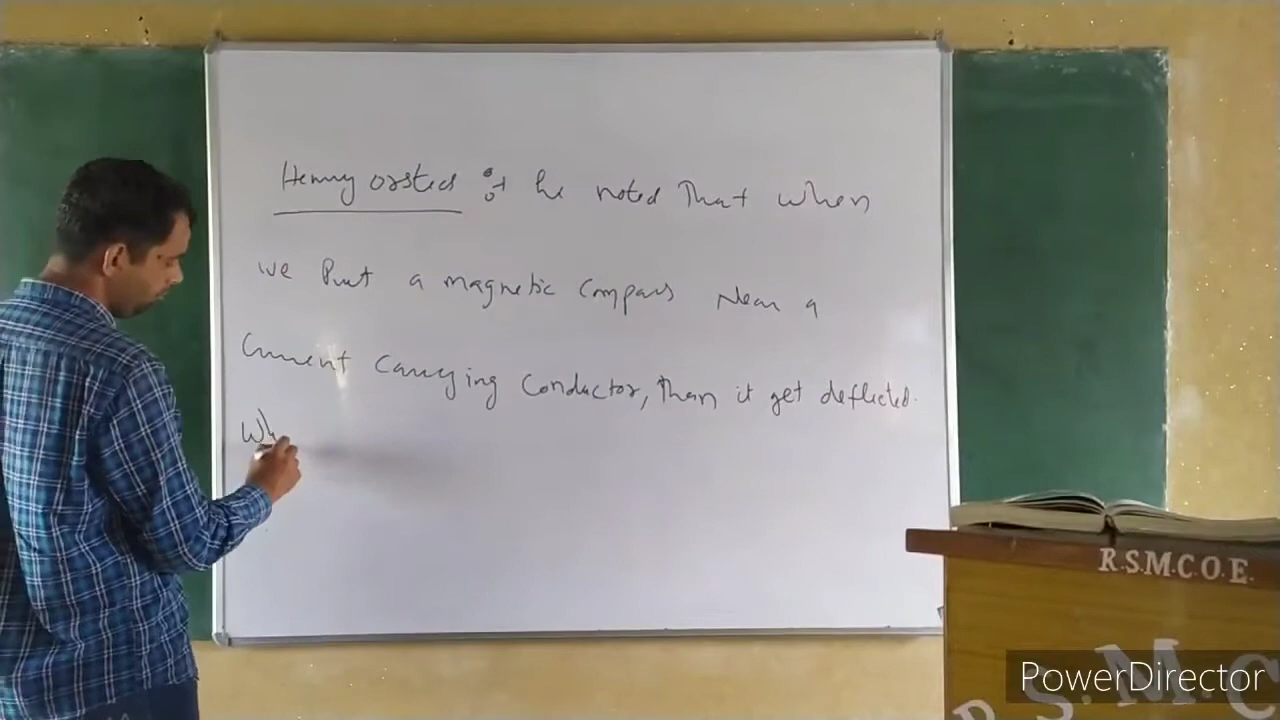 Henry orsted :→ he noted That when
we Put a magnetic compass Near a
Current carrying Conductor, Than it get deflected.
Wh
R.S.M.C.O.E.
R.S.M.C
PowerDirector